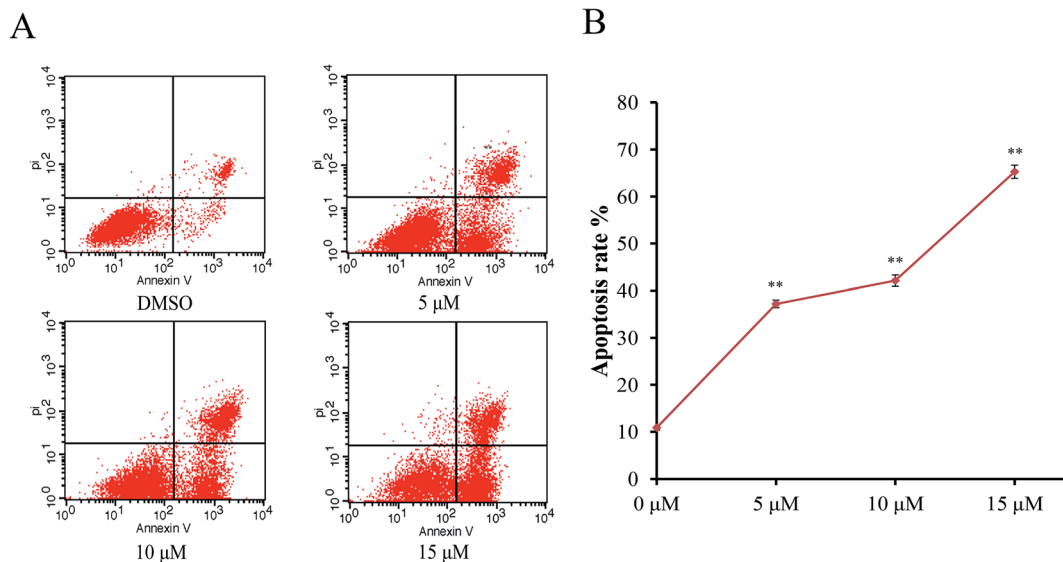 A
10⁴
10³
10²
10¹
10⁰
pi
10⁰ 10¹ 10² 10³ 10⁴
Annexin V
DMSO
10⁴
10³
10²
10¹
10⁰
pi
10⁰ 10¹ 10² 10³ 10⁴
Annexin V
5 μM
10⁴
10³
10²
10¹
10⁰
pi
10⁰ 10¹ 10² 10³ 10⁴
Annexin V
10 μM
10⁴
10³
10²
10¹
10⁰
pi
10⁰ 10¹ 10² 10³ 10⁴
Annexin V
15 μM
B
Apoptosis rate %
80
70
60
50
40
30
20
10
0
**
**
**
0 μM 5 μM 10 μM 15 μM